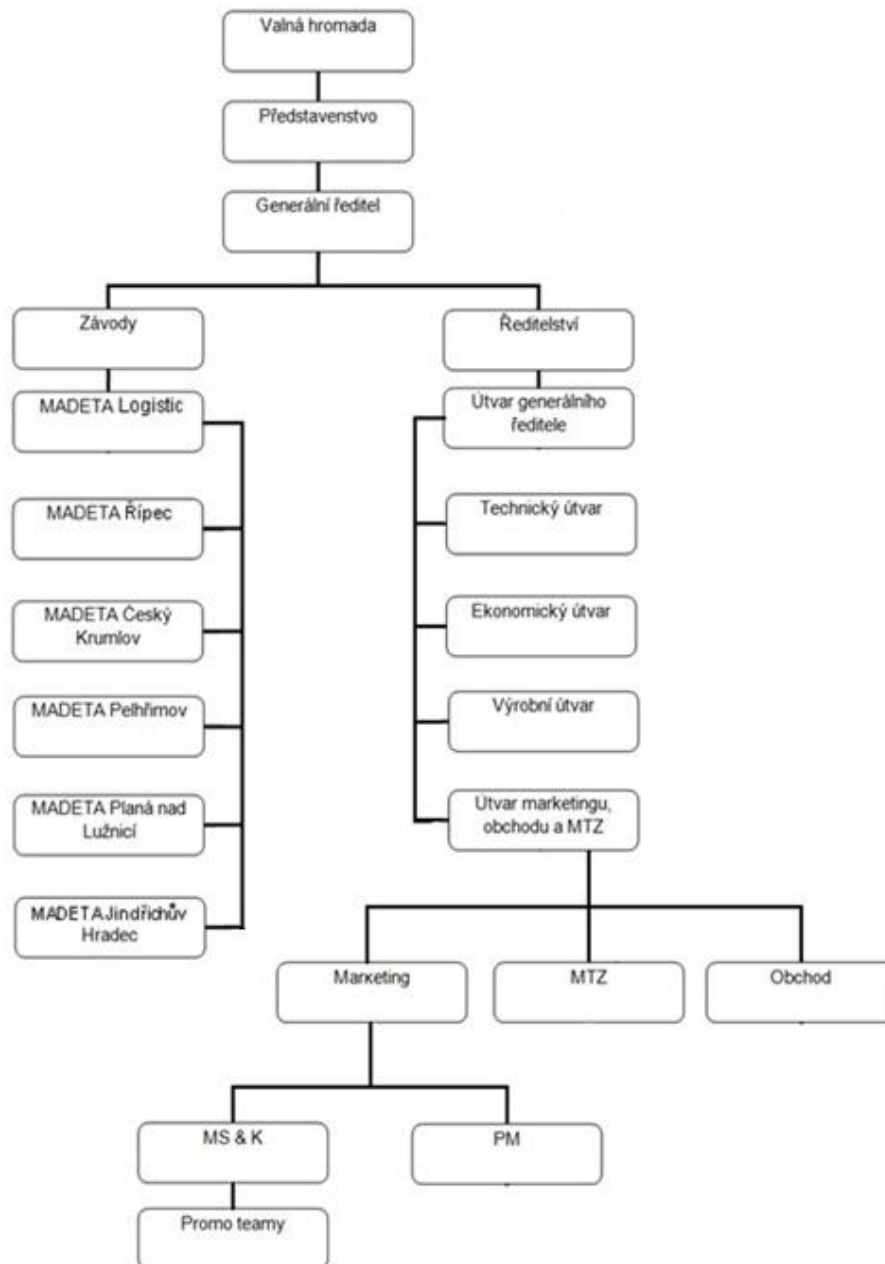 Valná hromada
Představenstvo
Generální ředitel
Závody
Ředitelství
MADETA Logistic
Útvar generálního
ředitele
MADETA Řípec
Technický útvar
MADETA Český
Krumlov
Ekonomický útvar
MADETA Pelhřimov
Výrobní útvar
MADETA Planá nad
Lužnicí
Útvar marketingu,
obchodu a MTZ
MADETA Jindřichův
Hradec
Marketing
MTZ
Obchod
MS & K
PM
Promo teamy